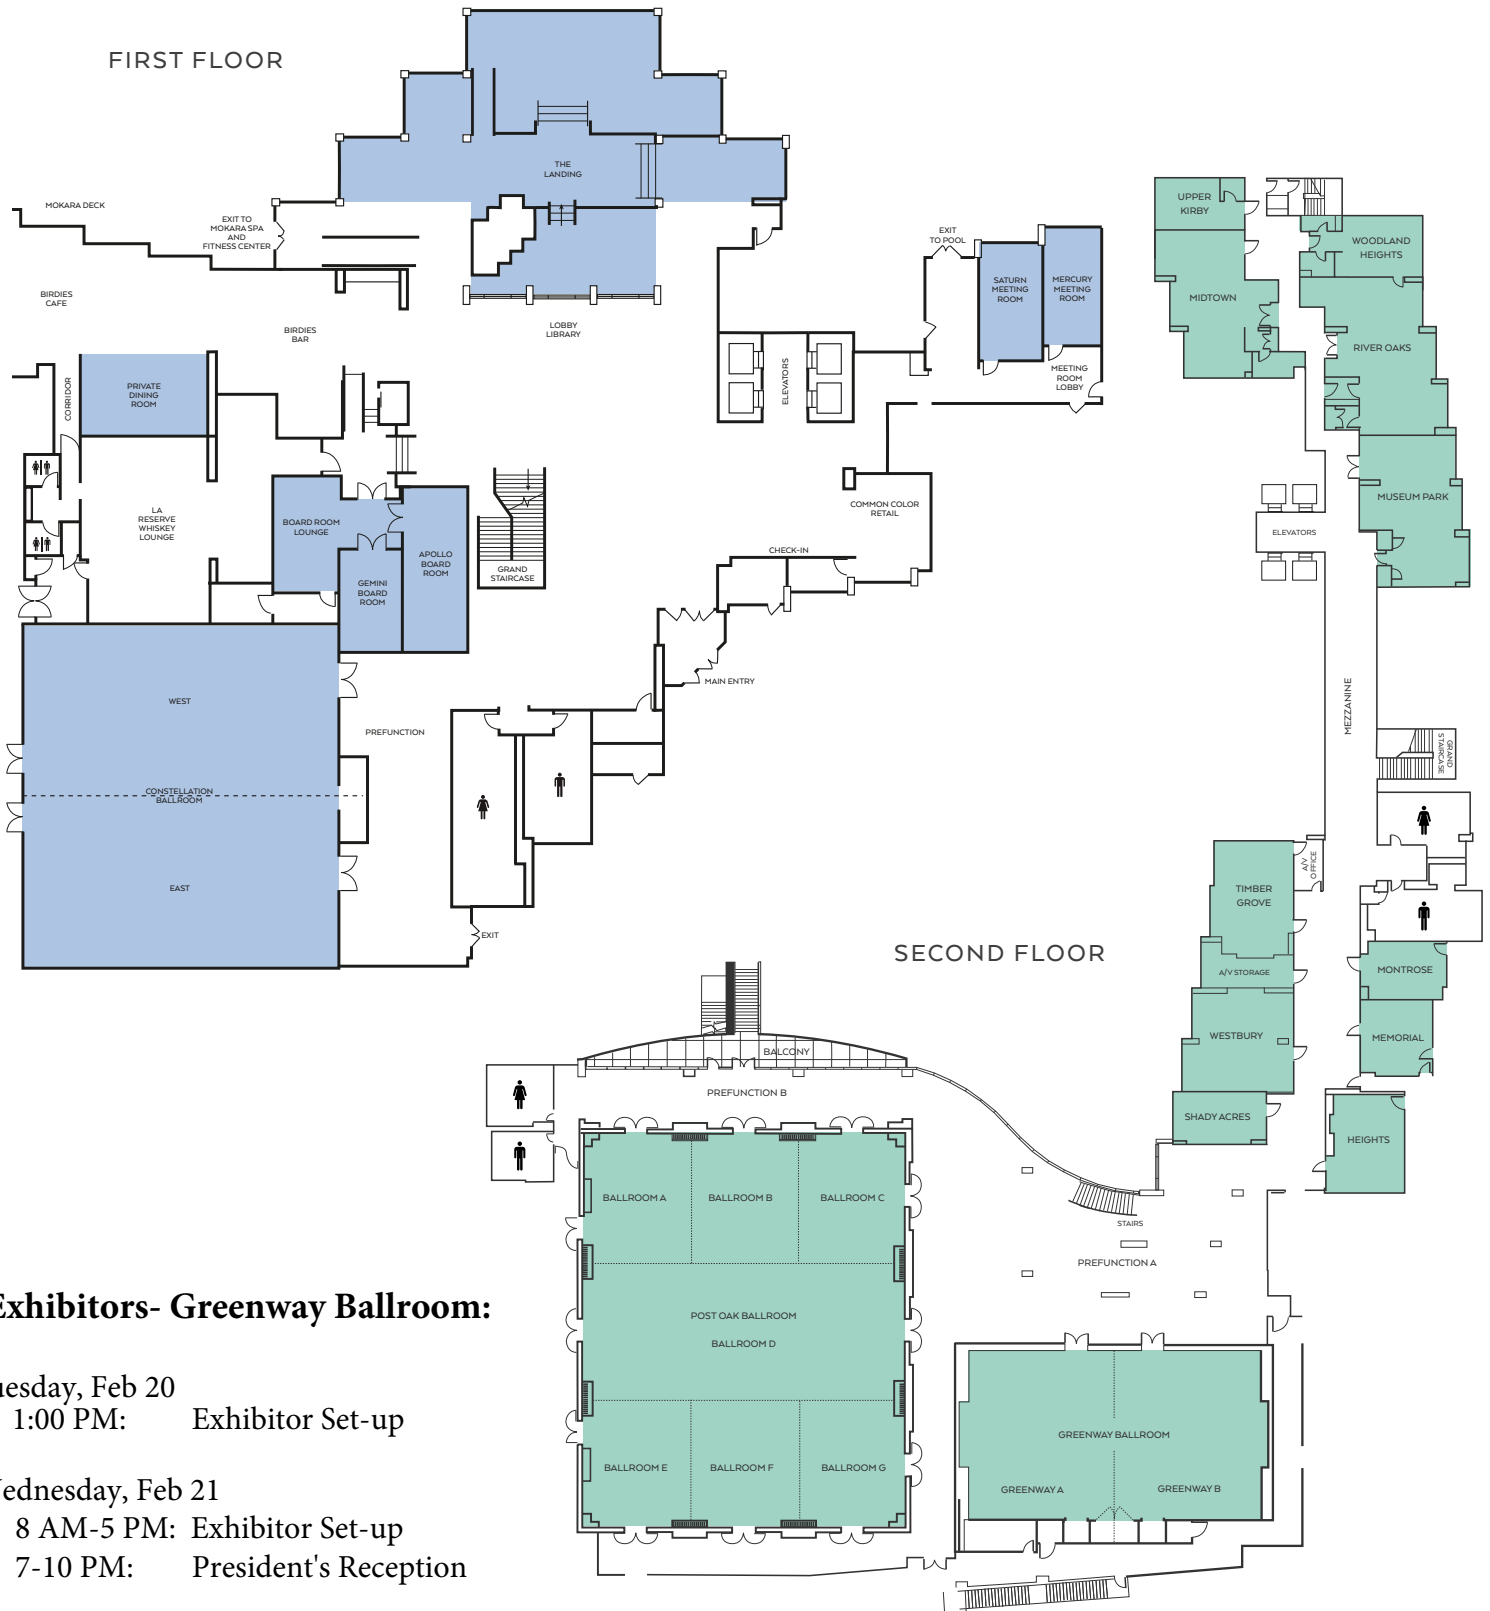 FIRST FLOOR
THE
LANDING
MOKARA DECK
EXIT TO
MOKARA SPA
AND
FITNESS CENTER
BIRDIES
CAFE
BIRDIES
BAR
LOBBY
LIBRARY
EXIT
TO POOL
SATURN
MEETING
ROOM
MERCURY
MEETING
ROOM
MEETING
ROOM
LOBBY
ELEVATORS
PRIVATE
DINING
ROOM
CORRIDOR
LA
RESERVE
WHISKEY
LOUNGE
BOARD ROOM
LOUNGE
GEMINI
BOARD
ROOM
APOLLO
BOARD
ROOM
GRAND
STAIRCASE
COMMON COLOR
RETAIL
CHECK-IN
MAIN ENTRY
WEST
PREFUNCTION
CONSTELLATION
BALLROOM
EAST
EXIT
UPPER
KIRBY
WOODLAND
HEIGHTS
MIDTOWN
RIVER OAKS
MUSEUM PARK
ELEVATORS
MEZZANINE
GRAND
STAIRCASE
A/V
OFFICE
TIMBER
GROVE
A/V STORAGE
MONTROSE
WESTBURY
MEMORIAL
SHADY ACRES
HEIGHTS
SECOND FLOOR
BALCONY
PREFUNCTION B
BALLROOM A
BALLROOM B
BALLROOM C
STAIRS
PREFUNCTION A
POST OAK BALLROOM
BALLROOM D
BALLROOM E
BALLROOM F
BALLROOM G
GREENWAY BALLROOM
GREENWAY A
GREENWAY B
Exhibitors- Greenway Ballroom:
uesday, Feb 20
1:00 PM: Exhibitor Set-up
ednesday, Feb 21
8 AM-5 PM: Exhibitor Set-up
7-10 PM: President's Reception